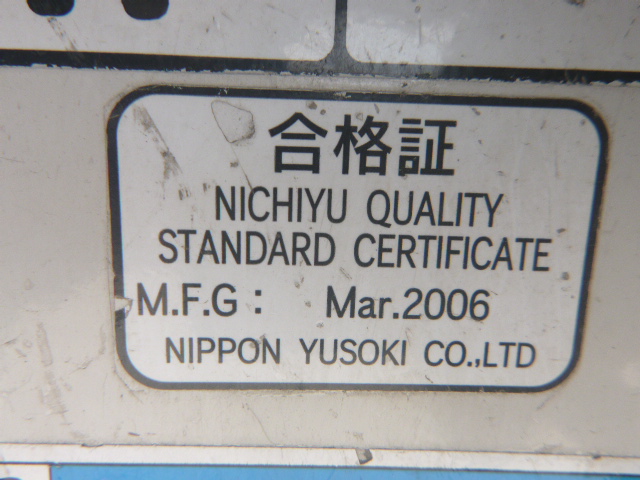 合格証
NICHIYU QUALITY
STANDARD CERTIFICATE
M.F.G : Mar.2006
NIPPON YUSOKI CO.,LTD